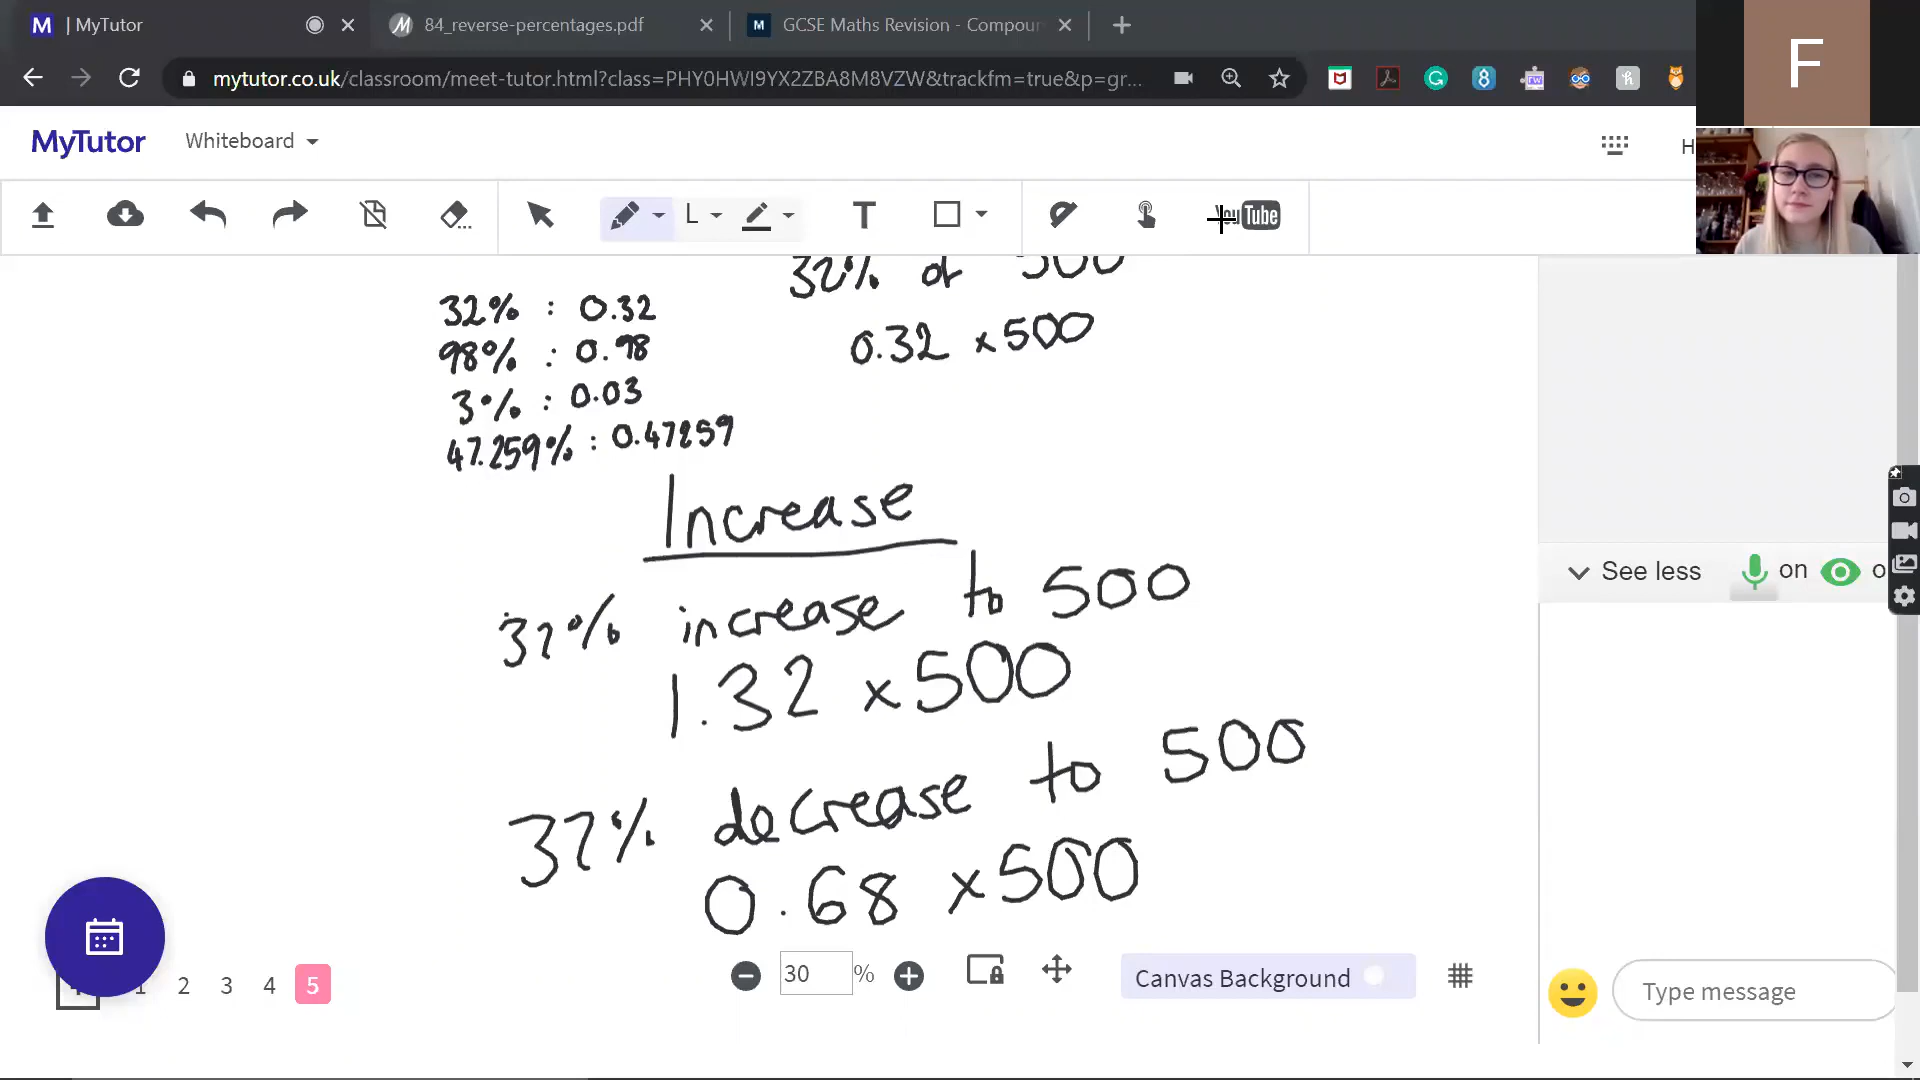 | MyTutor
84_reverse-percentages.pdf
GCSE Maths Revision - Compoun
mytutor.co.uk/classroom/meet-tutor.html?class=PHY0HWI9YX2ZBA8M8VZW&trackfm=true&p=gr...
F
MyTutor
Whiteboard
H
L
T
YouTube
32% of 500
32% : 0.32
0.32 x 500
98% : 0.98
3% : 0.03
47.259% : 0.47259
Increase
32% increase to 500
1.32 x 500
32% decrease to 500
0.68 x 500
See less
on
o
1 2 3 4 5
30 %
Canvas Background
Type message